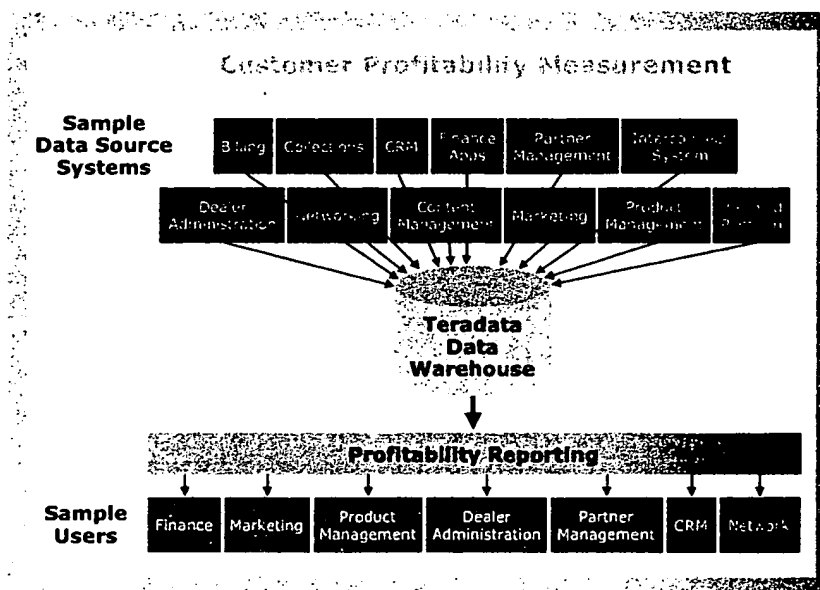 Customer Profitability Measurement
Sample
Data Source
Systems
Billing
Collections
CRM
Finance
Apps
Partner
Management
Interconnect
System
Dealer
Administration
Networking
Content
Management
Marketing
Product
Management
Teradata
Data
Warehouse
Profitability Reporting
Sample
Users
Finance
Marketing
Product
Management
Dealer
Administration
Partner
Management
CRM
Network